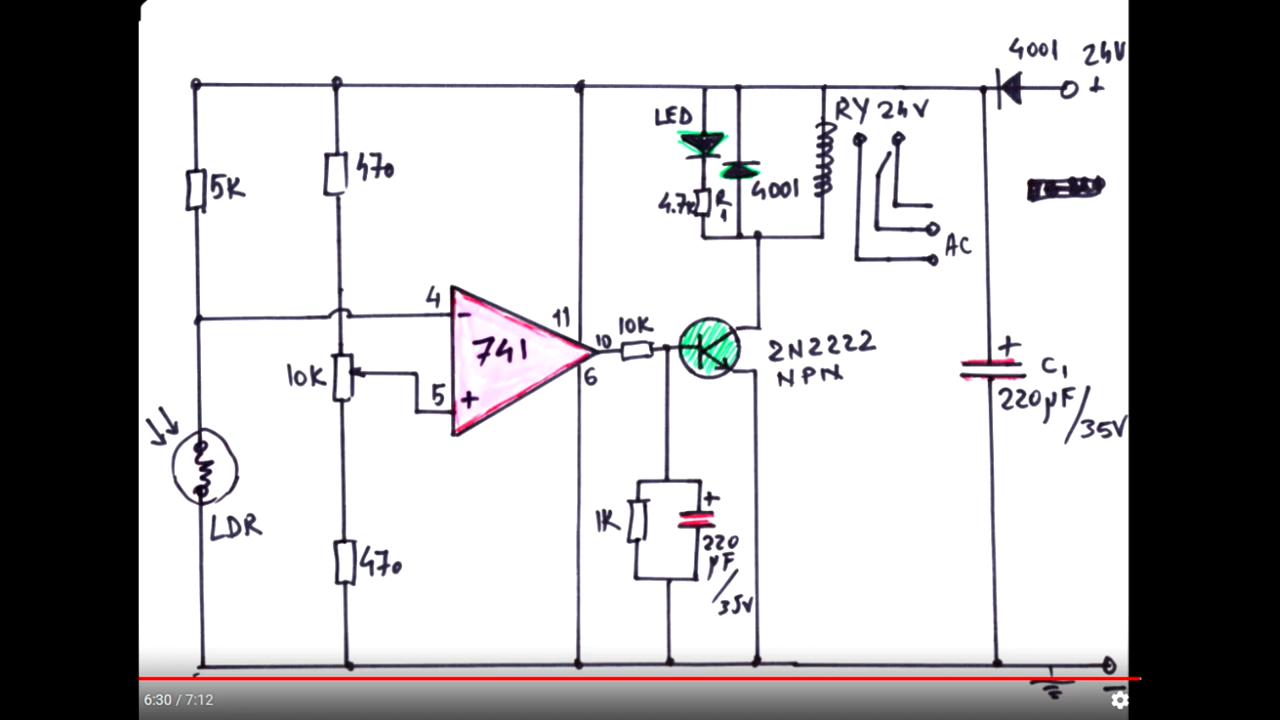 4001 24V
+
LED
RY 24V
470
5K
4.7K R1
4001
AC
4
-
11
741
10
10K
2N2222
NPN
+
C1
220µF/35V
10K
5
+
6
LDR
1K
+
220
µF/35V
470
-
6:30 / 7:12